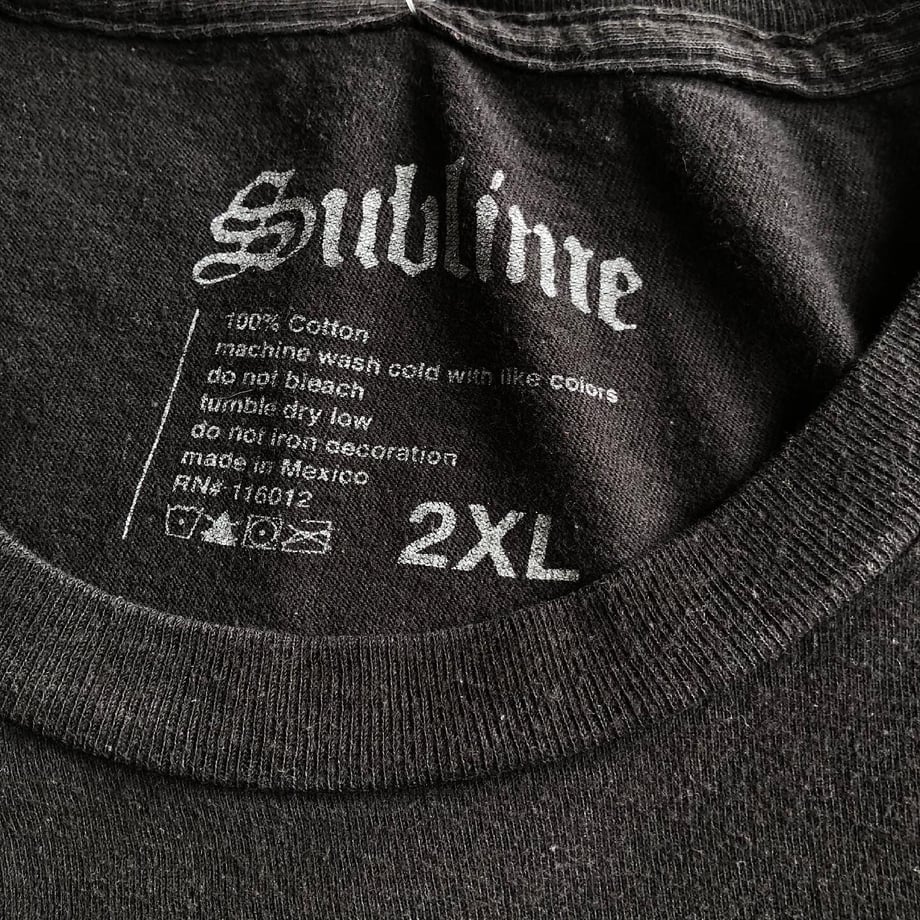 Sublime
100% Cotton
machine wash cold with like colors
do not bleach
tumble dry low
do not iron decoration
made in Mexico
RN# 116012
2XL